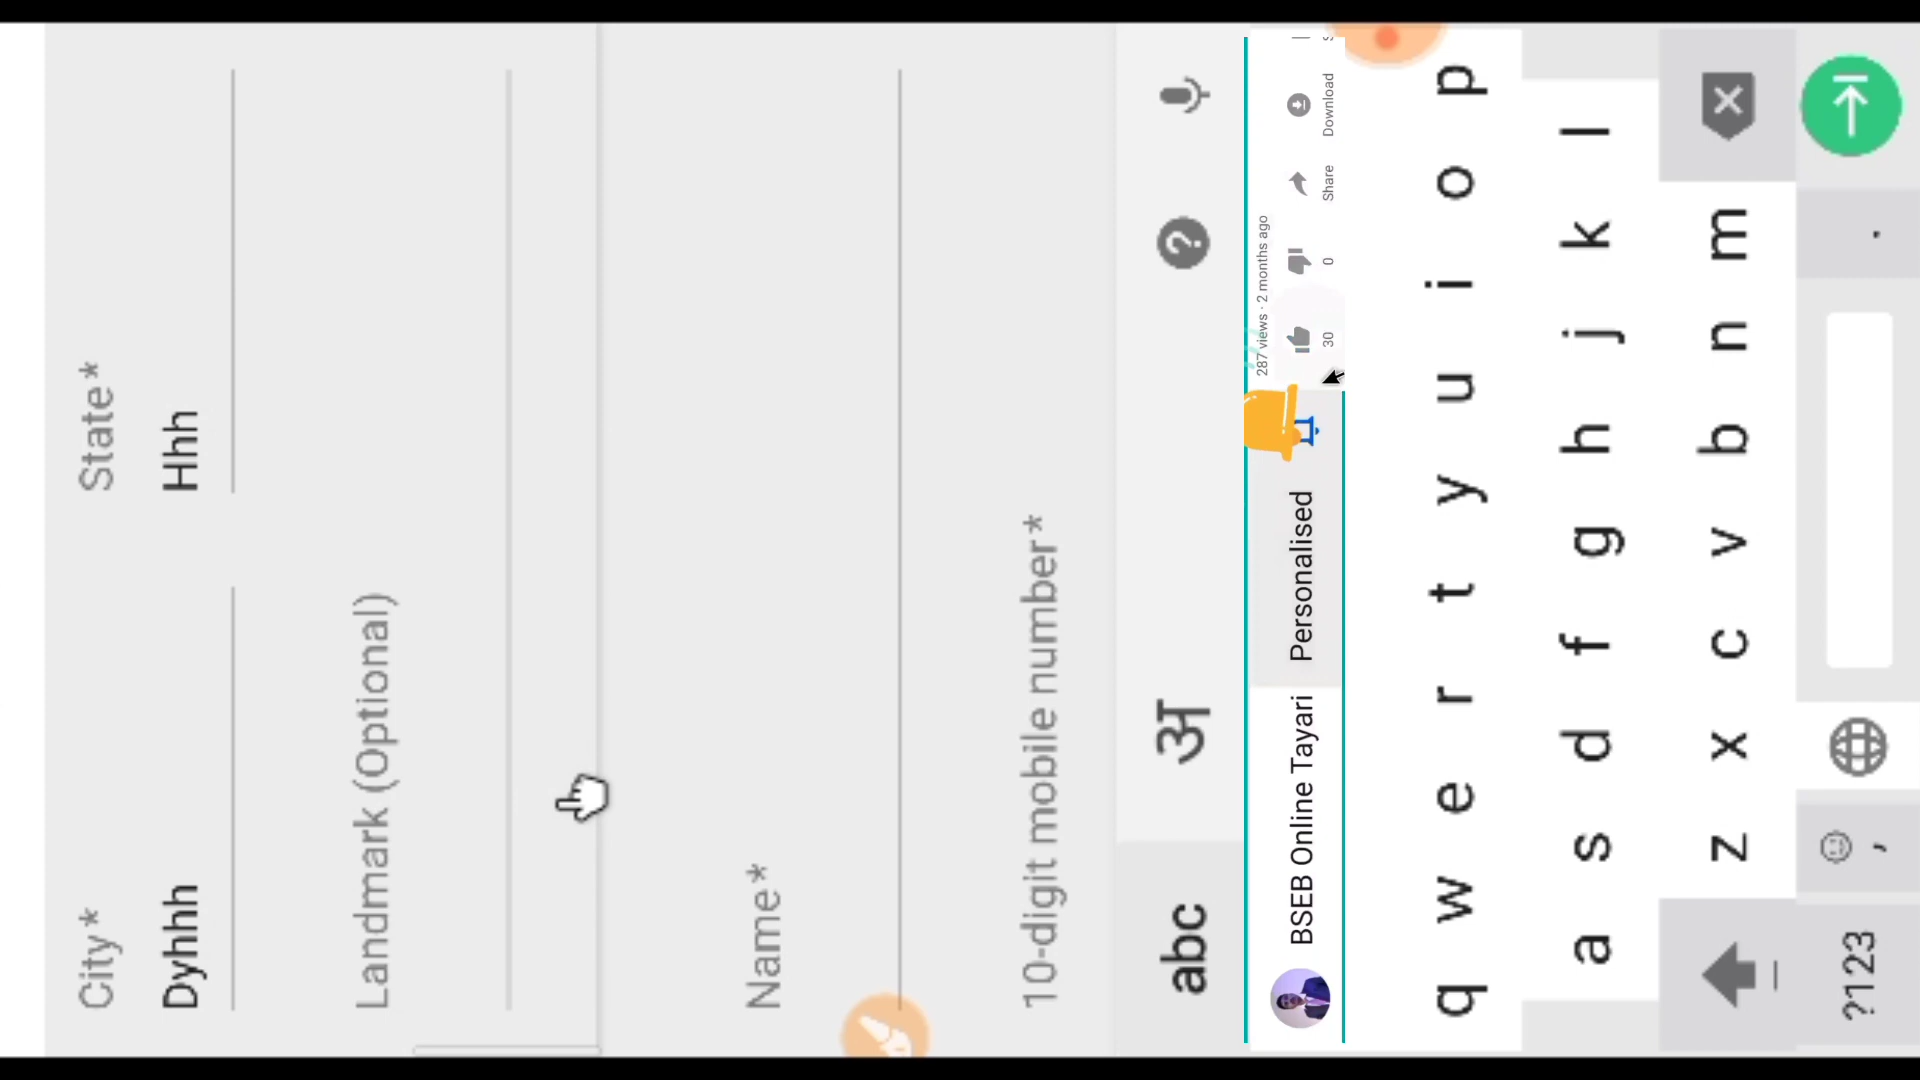 City*
State*
Dyhhh
Hhh
Landmark (Optional)
Name*
10-digit mobile number*
abc
अ
BSEB Online Tayari
Personalised
287 views · 2 months ago
30
0
Share
Download
q w e r t y u i o p
a s d f g h j k l
z x c v b n m
?123
,
.